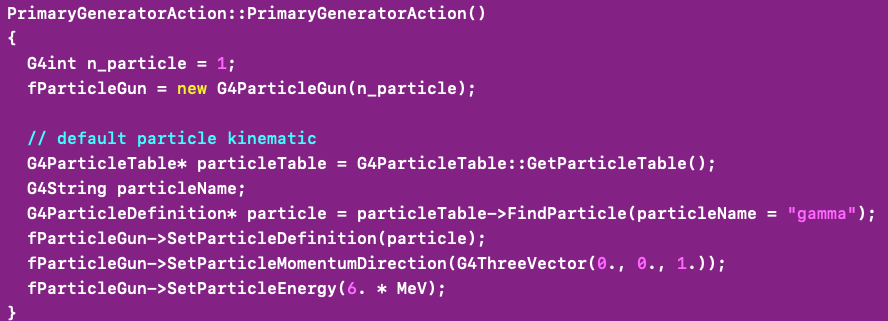 PrimaryGeneratorAction::PrimaryGeneratorAction()
{
  G4int n_particle = 1;
  fParticleGun = new G4ParticleGun(n_particle);

  // default particle kinematic
  G4ParticleTable* particleTable = G4ParticleTable::GetParticleTable();
  G4String particleName;
  G4ParticleDefinition* particle = particleTable->FindParticle(particleName = "gamma");
  fParticleGun->SetParticleDefinition(particle);
  fParticleGun->SetParticleMomentumDirection(G4ThreeVector(0., 0., 1.));
  fParticleGun->SetParticleEnergy(6. * MeV);
}